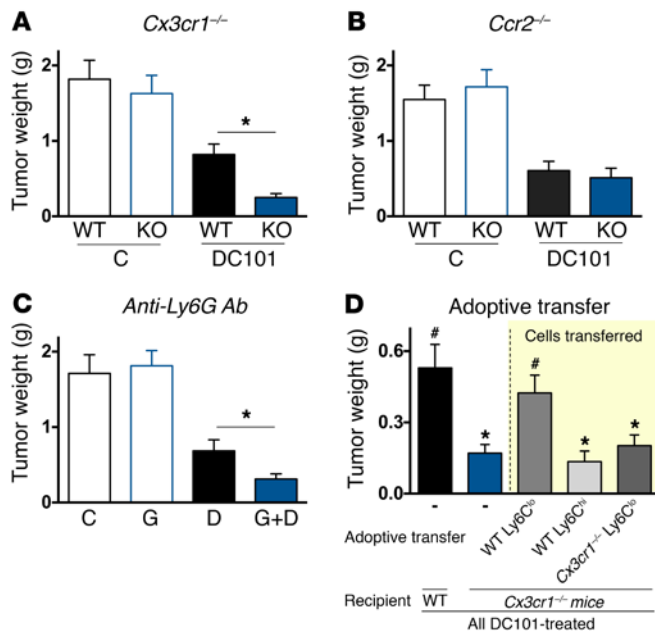 A
Cx3cr1–/–
Tumor weight (g)
2
1
0
*
WT KO WT KO
C DC101
B
Ccr2–/–
Tumor weight (g)
2
1
0
WT KO WT KO
C DC101
C
Anti-Ly6G Ab
Tumor weight (g)
2
1
0
*
C G D G+D
D
Adoptive transfer
Cells transferred
Tumor weight (g)
0.6
0.3
0.0
# * # * *
Adoptive transfer - - WT Ly6Clo WT Ly6Chi Cx3cr1–/– Ly6Clo
Recipient WT Cx3cr1–/– mice
All DC101-treated